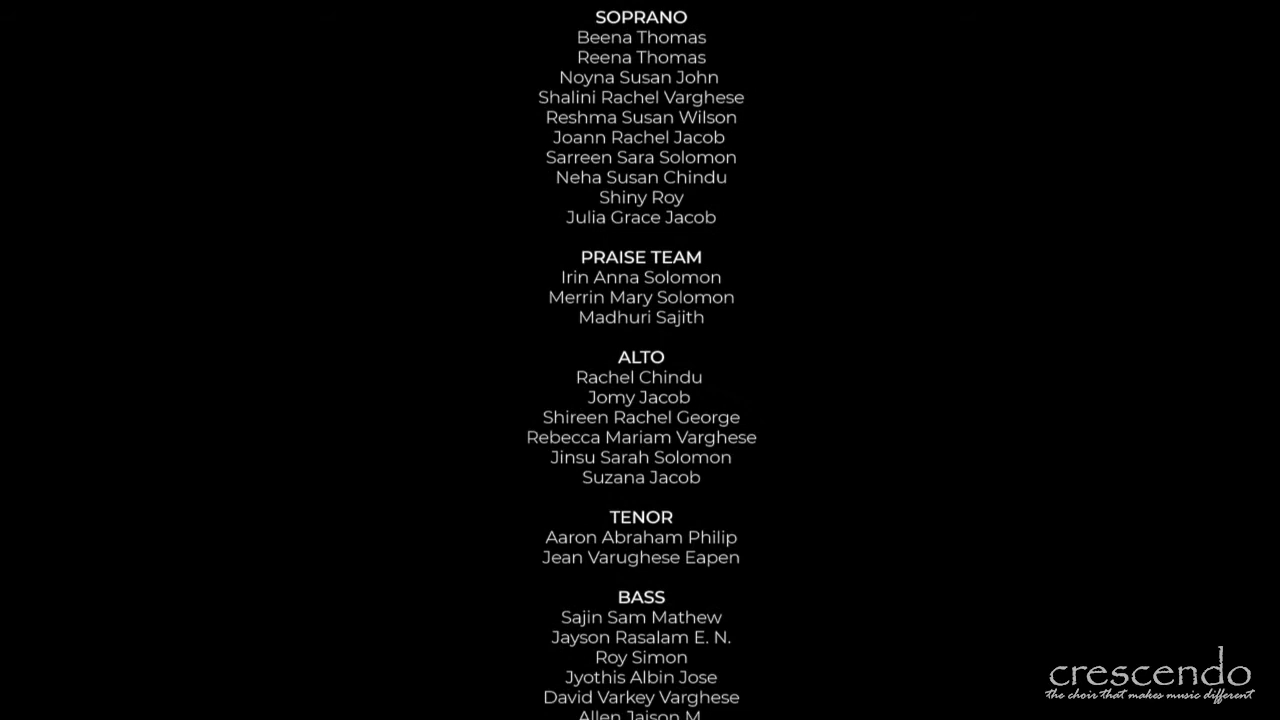 SOPRANO
Beena Thomas
Reena Thomas
Noyna Susan John
Shalini Rachel Varghese
Reshma Susan Wilson
Joann Rachel Jacob
Sarreen Sara Solomon
Neha Susan Chindu
Shiny Roy
Julia Grace Jacob
PRAISE TEAM
Irin Anna Solomon
Merrin Mary Solomon
Madhuri Sajith
ALTO
Rachel Chindu
Jomy Jacob
Shireen Rachel George
Rebecca Mariam Varghese
Jinsu Sarah Solomon
Suzana Jacob
TENOR
Aaron Abraham Philip
Jean Varughese Eapen
BASS
Sajin Sam Mathew
Jayson Rasalam E. N.
Roy Simon
Jyothis Albin Jose
David Varkey Varghese
Allen Jaison M
crescendo
the choir that makes music different